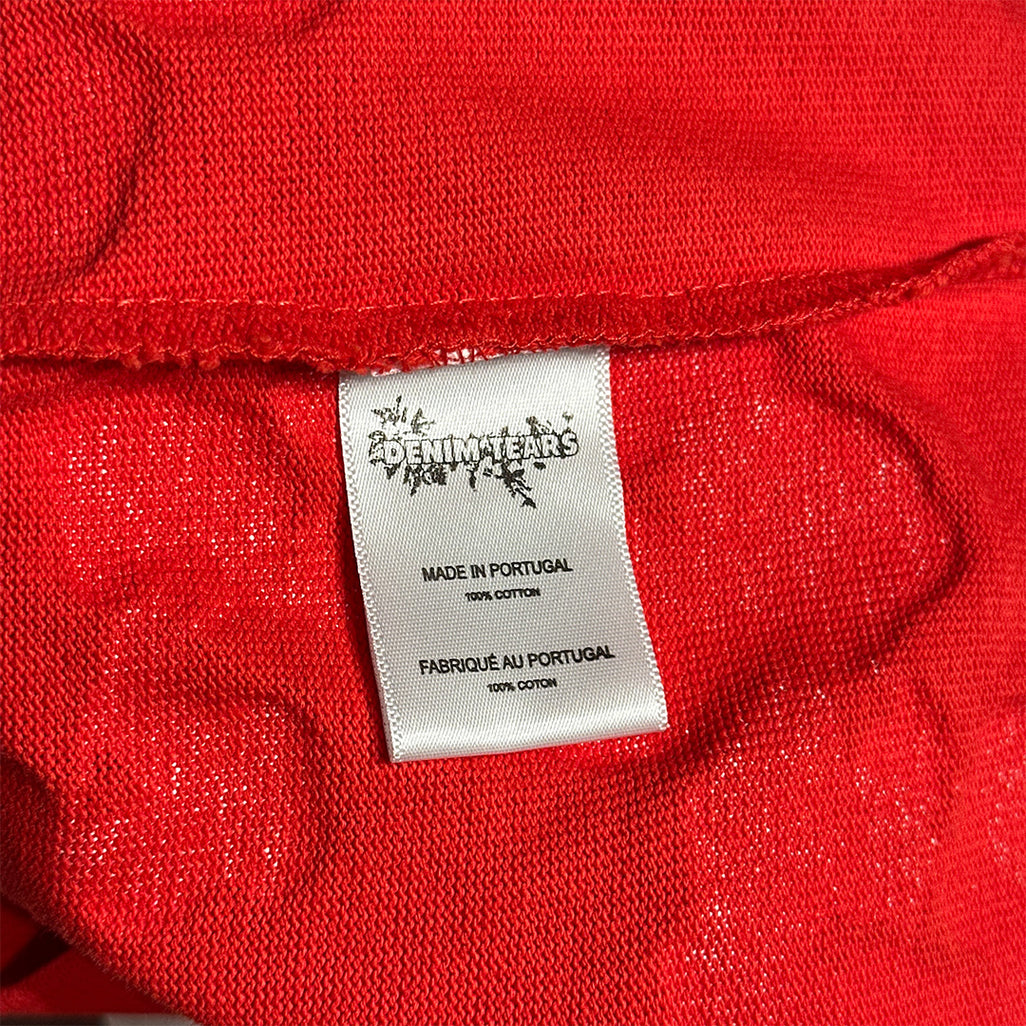 DENIM TEARS
MADE IN PORTUGAL
100% COTTON
FABRIQUÉ AU PORTUGAL
100% COTON